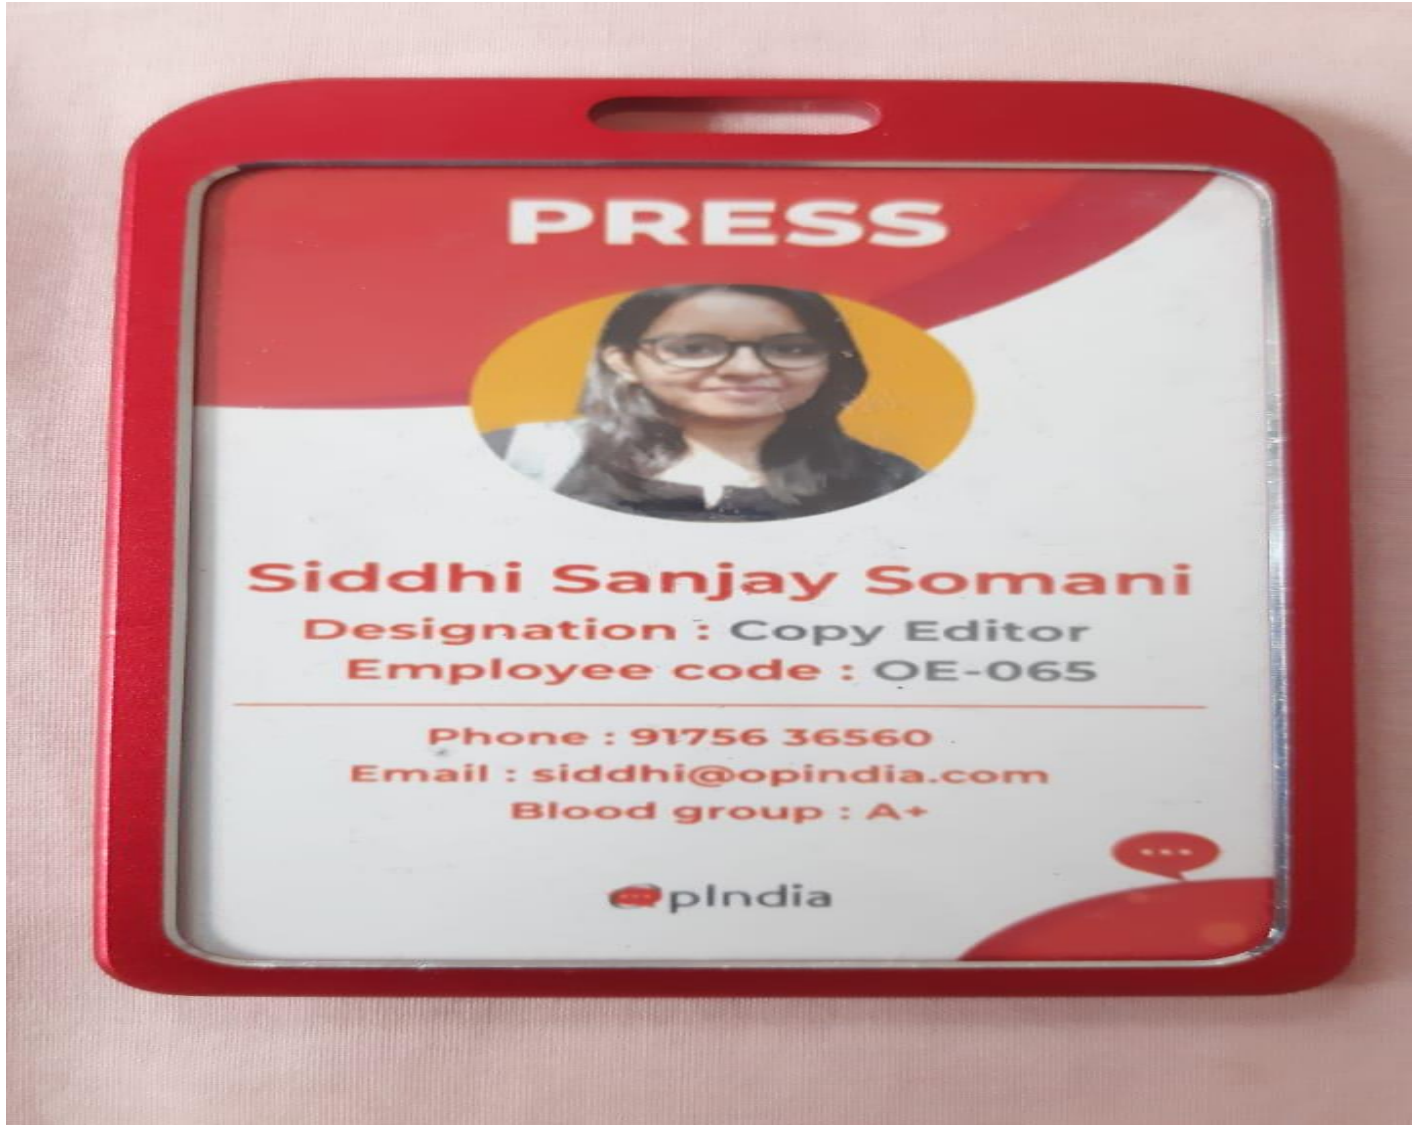 PRESS
Siddhi Sanjay Somani
Designation : Copy Editor
Employee code : OE-065
Phone : 91756 36560
Email : siddhi@opindia.com
Blood group : A+
OpIndia